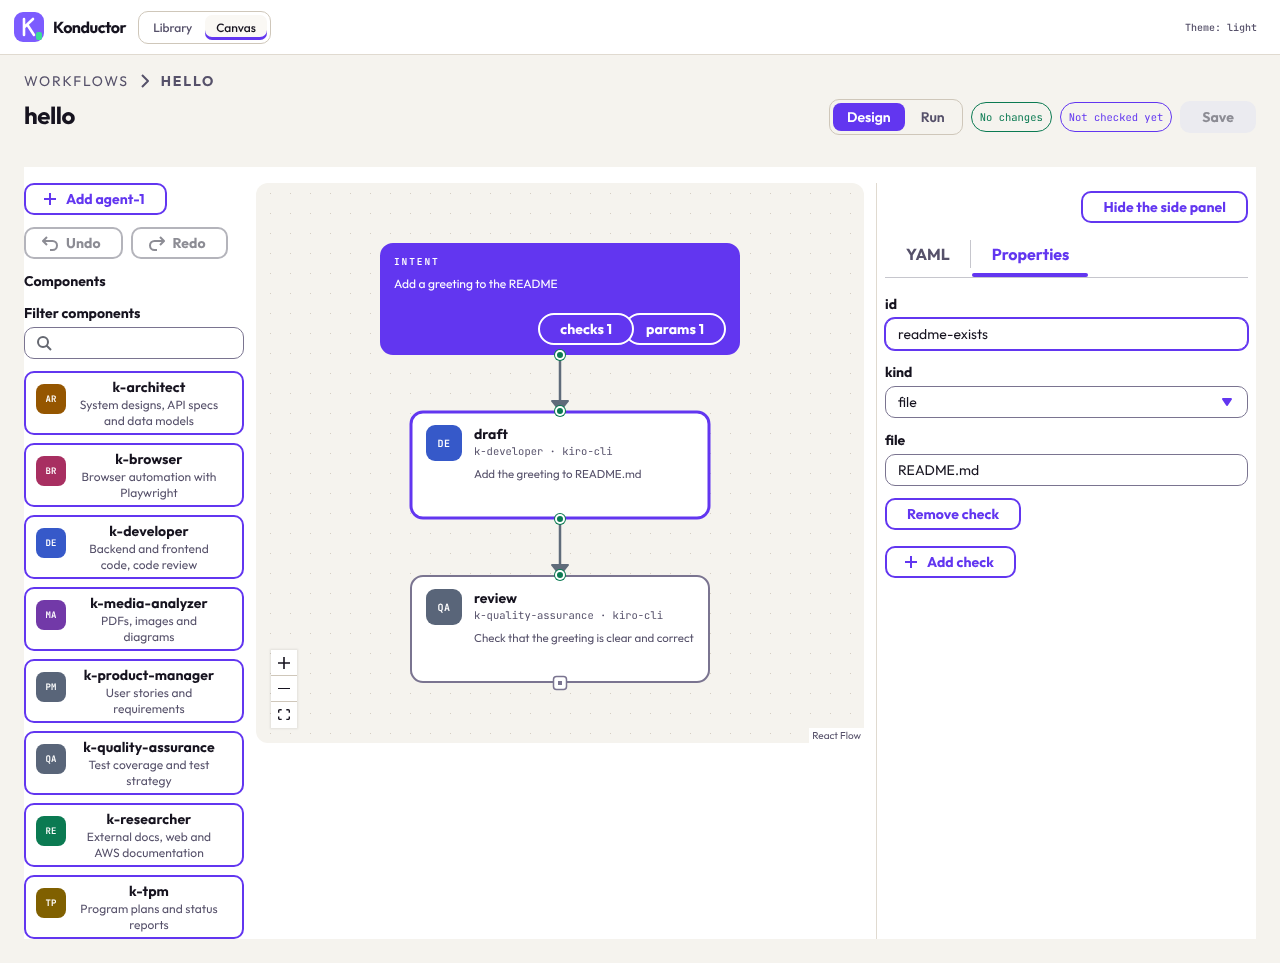 Konductor
Library
Canvas
Theme: light
WORKFLOWS > HELLO
hello
Design
Run
No changes
Not checked yet
Save
Add agent-1
Undo
Redo
Components
Filter components
AR
k-architect
System designs, API specs
and data models
BR
k-browser
Browser automation with
Playwright
DE
k-developer
Backend and frontend
code, code review
MA
k-media-analyzer
PDFs, images and
diagrams
PM
k-product-manager
User stories and
requirements
QA
k-quality-assurance
Test coverage and test
strategy
RE
k-researcher
External docs, web and
AWS documentation
TP
k-tpm
Program plans and status
reports
INTENT
Add a greeting to the README
checks 1
params 1
DE
draft
k-developer · kiro-cli
Add the greeting to README.md
QA
review
k-quality-assurance · kiro-cli
Check that the greeting is clear and correct
React Flow
Hide the side panel
YAML
Properties
id
readme-exists
kind
file
file
README.md
Remove check
Add check